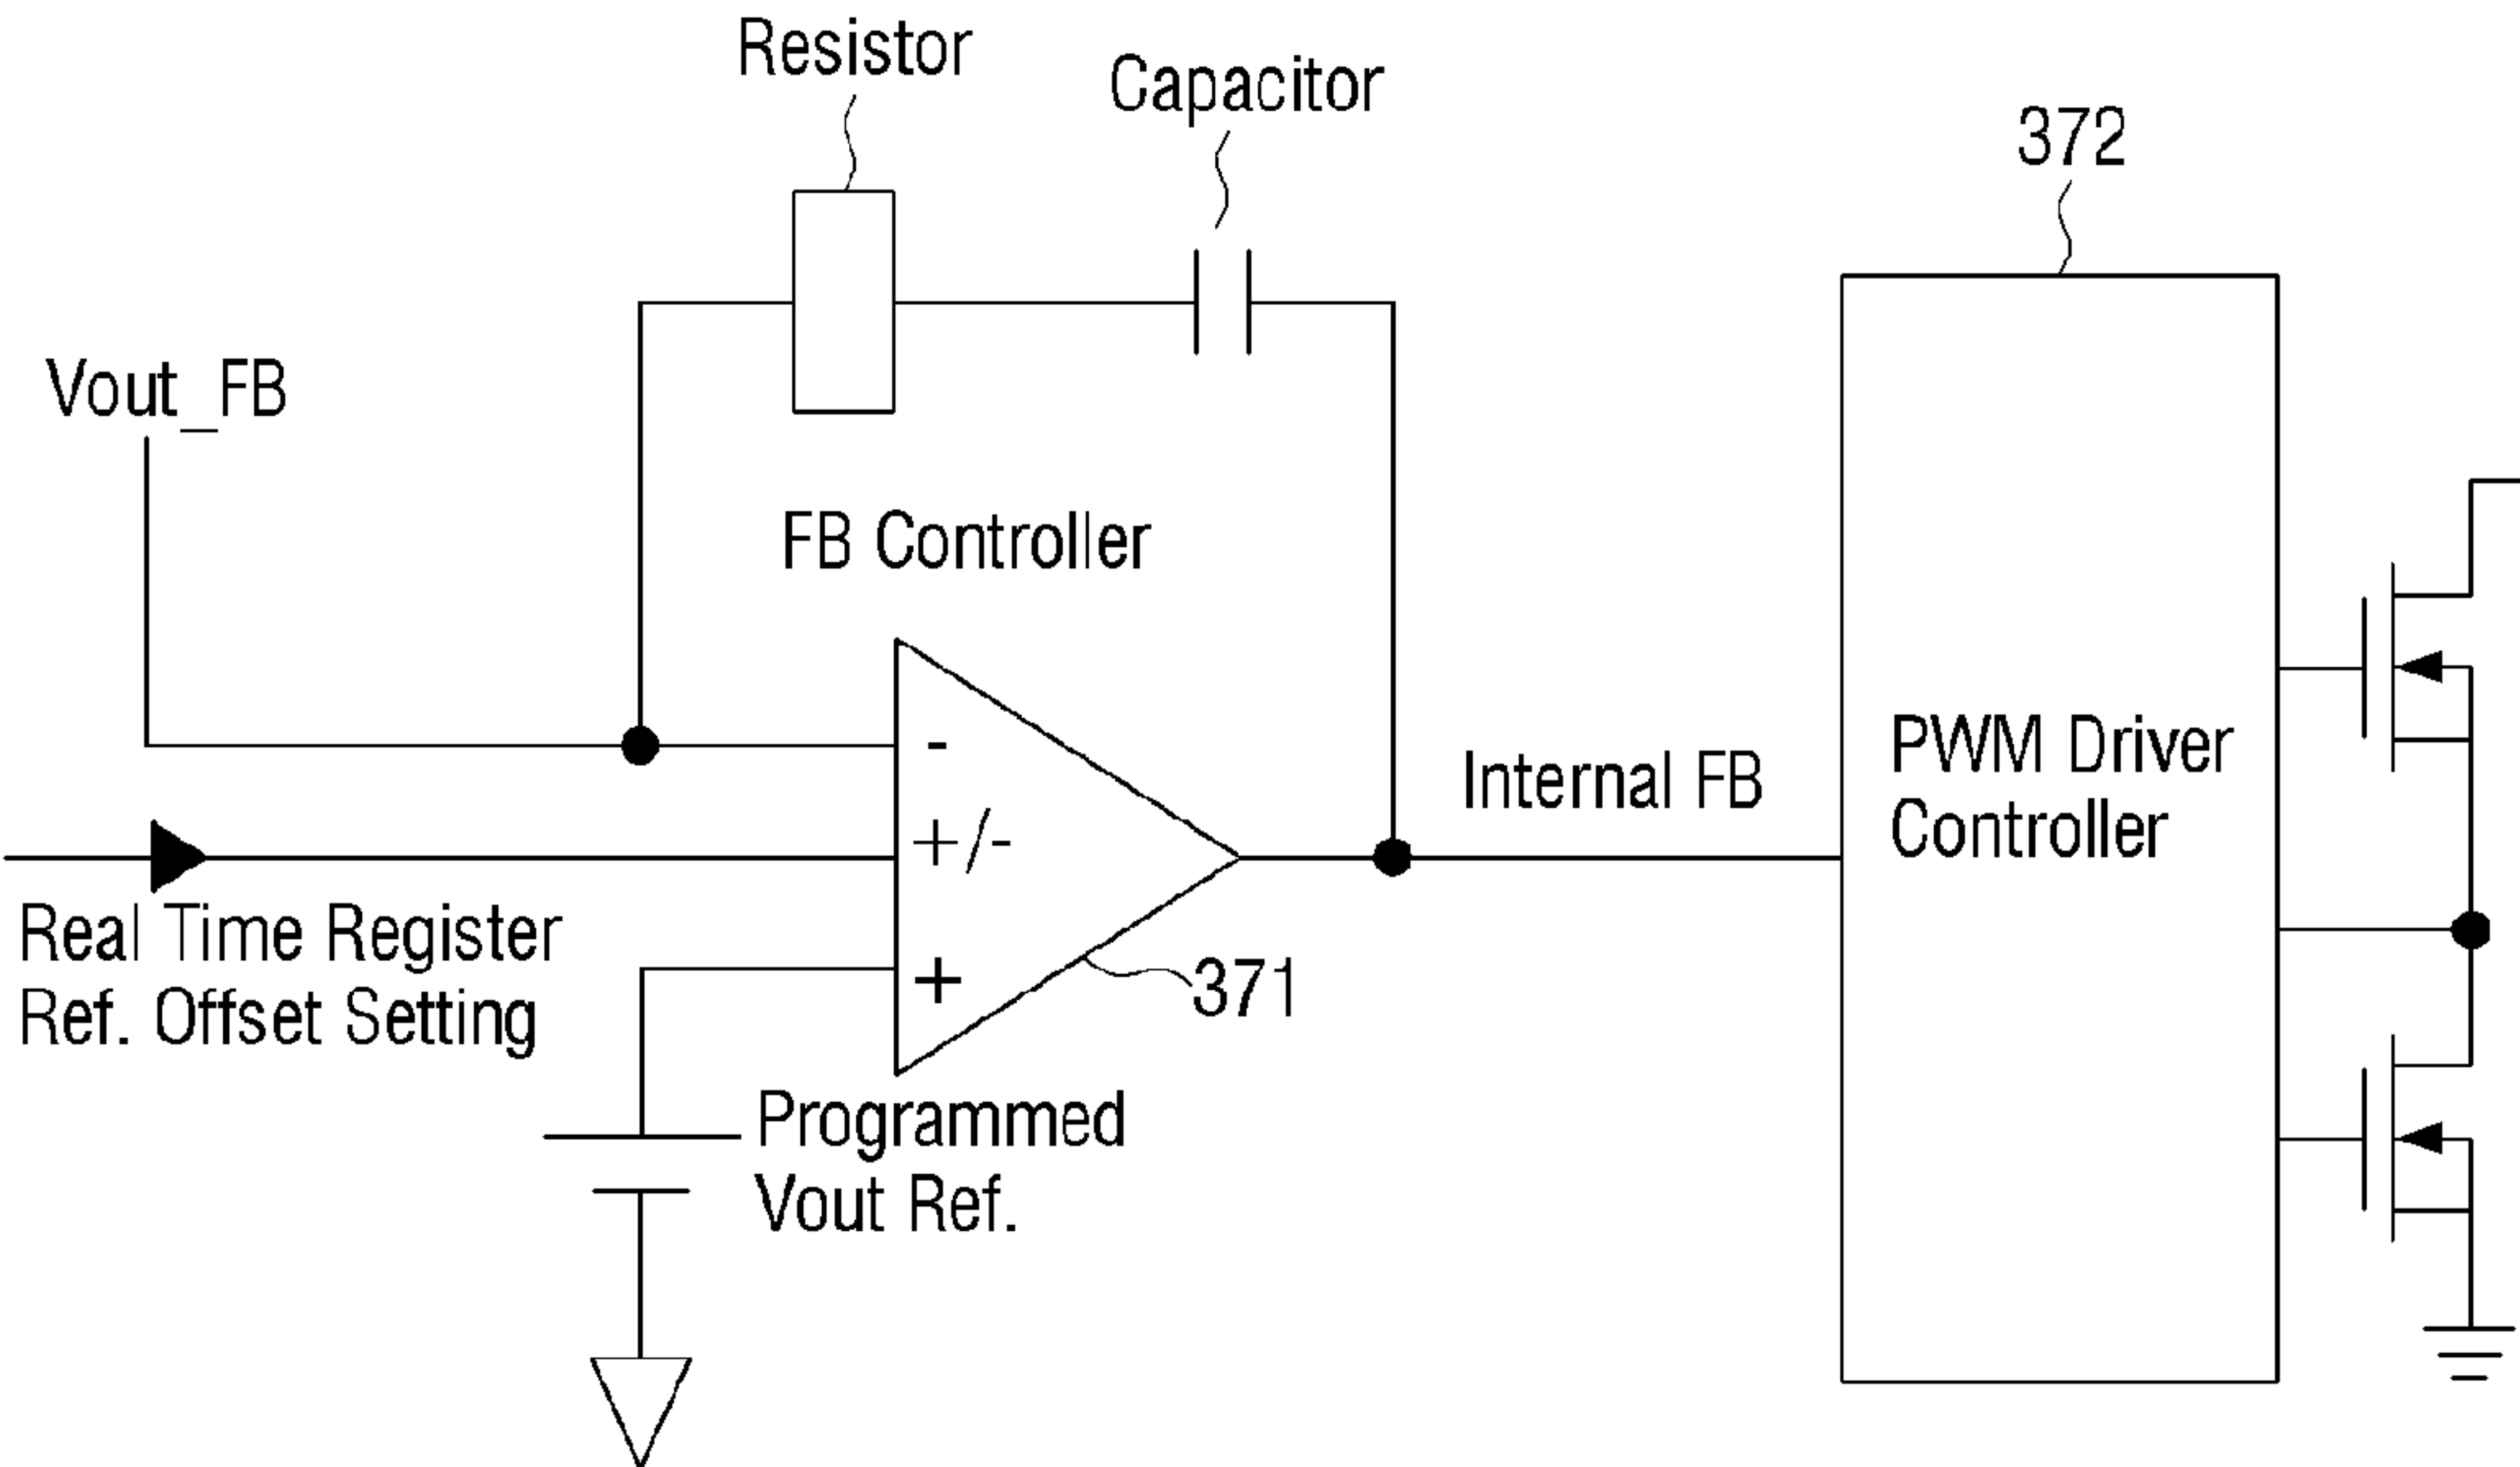 Resistor
Capacitor
372
Vout_FB
FB Controller
-
+/-
+
Internal FB
PWM Driver
Controller
Real Time Register
Ref. Offset Setting
371
Programmed
Vout Ref.